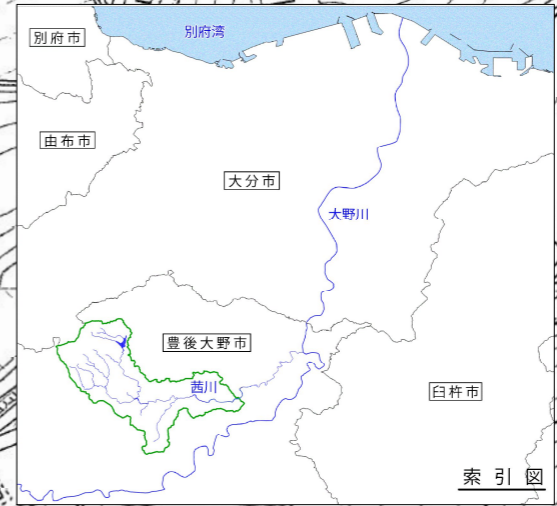 別府市
別府湾
由布市
大分市
大野川
豊後大野市
茜川
臼杵市
索引図